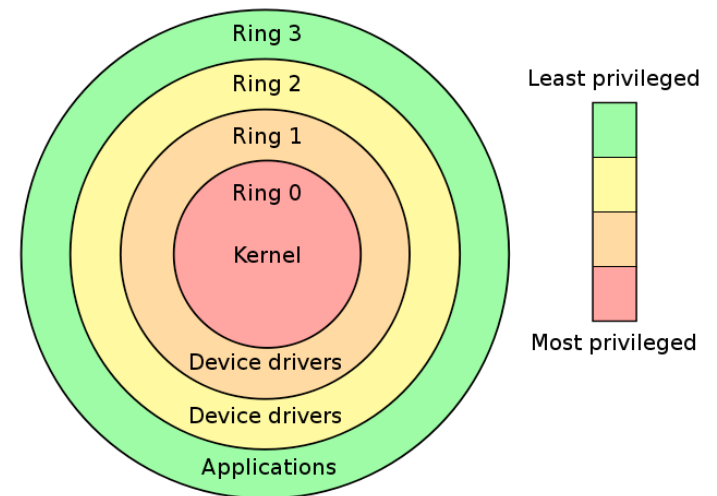 Ring 3
Ring 2
Ring 1
Ring 0
Kernel
Device drivers
Device drivers
Applications
Least privileged
Most privileged